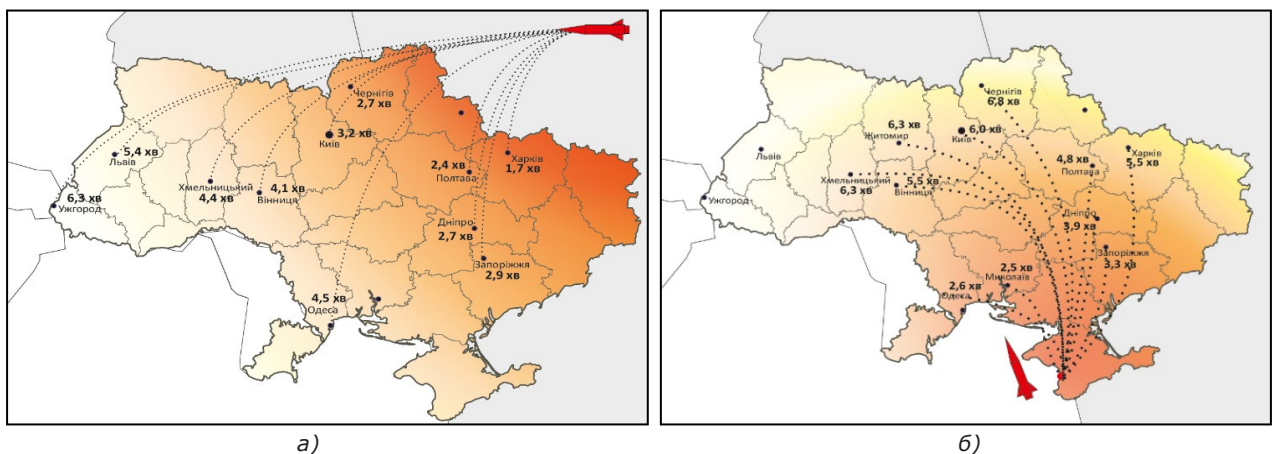 Чернігів
2,7 хв
3,2 хв
Київ
5,4 хв
Львів
2,4 хв
Полтава
Харків
1,7 хв
Хмельницький
4,4 хв
4,1 хв
Вінниця
6,3 хв
Ужгород
Дніпро
2,7 хв
Запоріжжя
2,9 хв
4,5 хв
Одеса
а)
Чернігів
6,8 хв
6,3 хв
Житомир
6,0 хв
Київ
Львів
4,8 хв
Полтава
Харків
5,5 хв
Хмельницький
6,3 хв
5,5 хв
Вінниця
Ужгород
Дніпро
3,9 хв
Запоріжжя
3,3 хв
2,5 хв
Миколаїв
2,6 хв
Одеса
б)